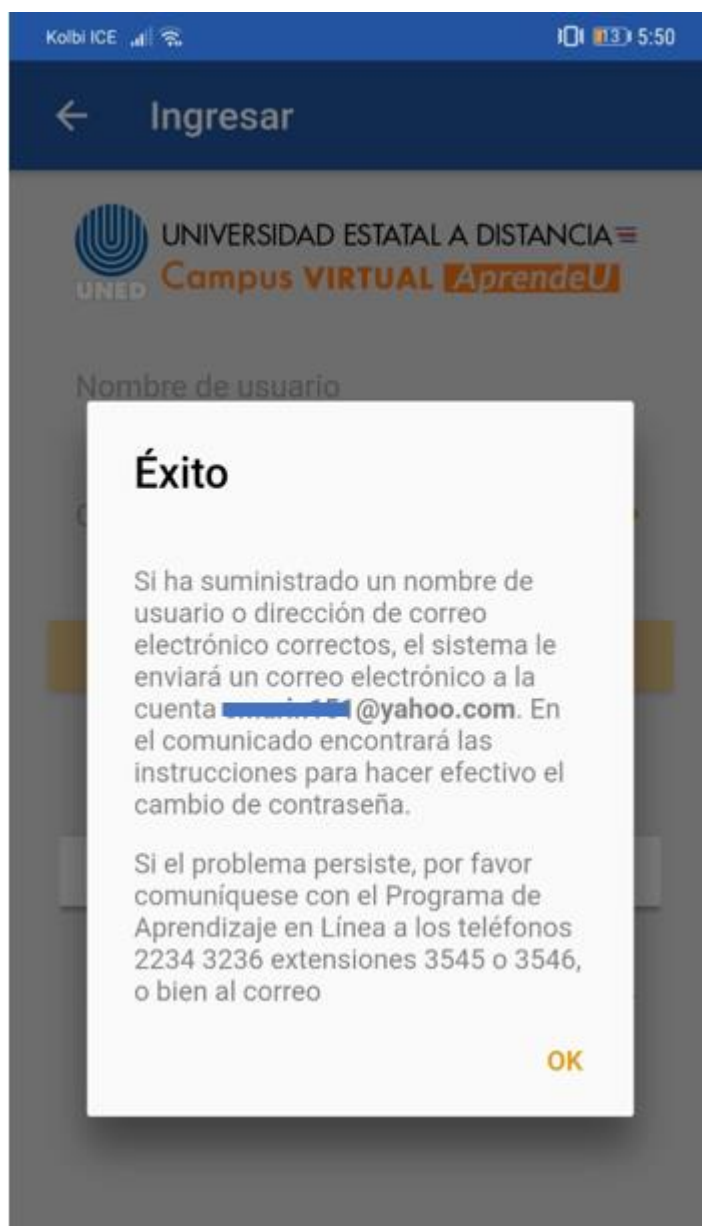 Kolbi ICE 13 5:50
Ingresar
UNIVERSIDAD ESTATAL A DISTANCIA
UNED Campus VIRTUAL AprendeU
Nombre de usuario
Éxito
Si ha suministrado un nombre de
usuario o dirección de correo
electrónico correctos, el sistema le
enviará un correo electrónico a la
cuenta @yahoo.com. En
el comunicado encontrará las
instrucciones para hacer efectivo el
cambio de contraseña.
Si el problema persiste, por favor
comuníquese con el Programa de
Aprendizaje en Línea a los teléfonos
2234 3236 extensiones 3545 o 3546,
o bien al correo
OK